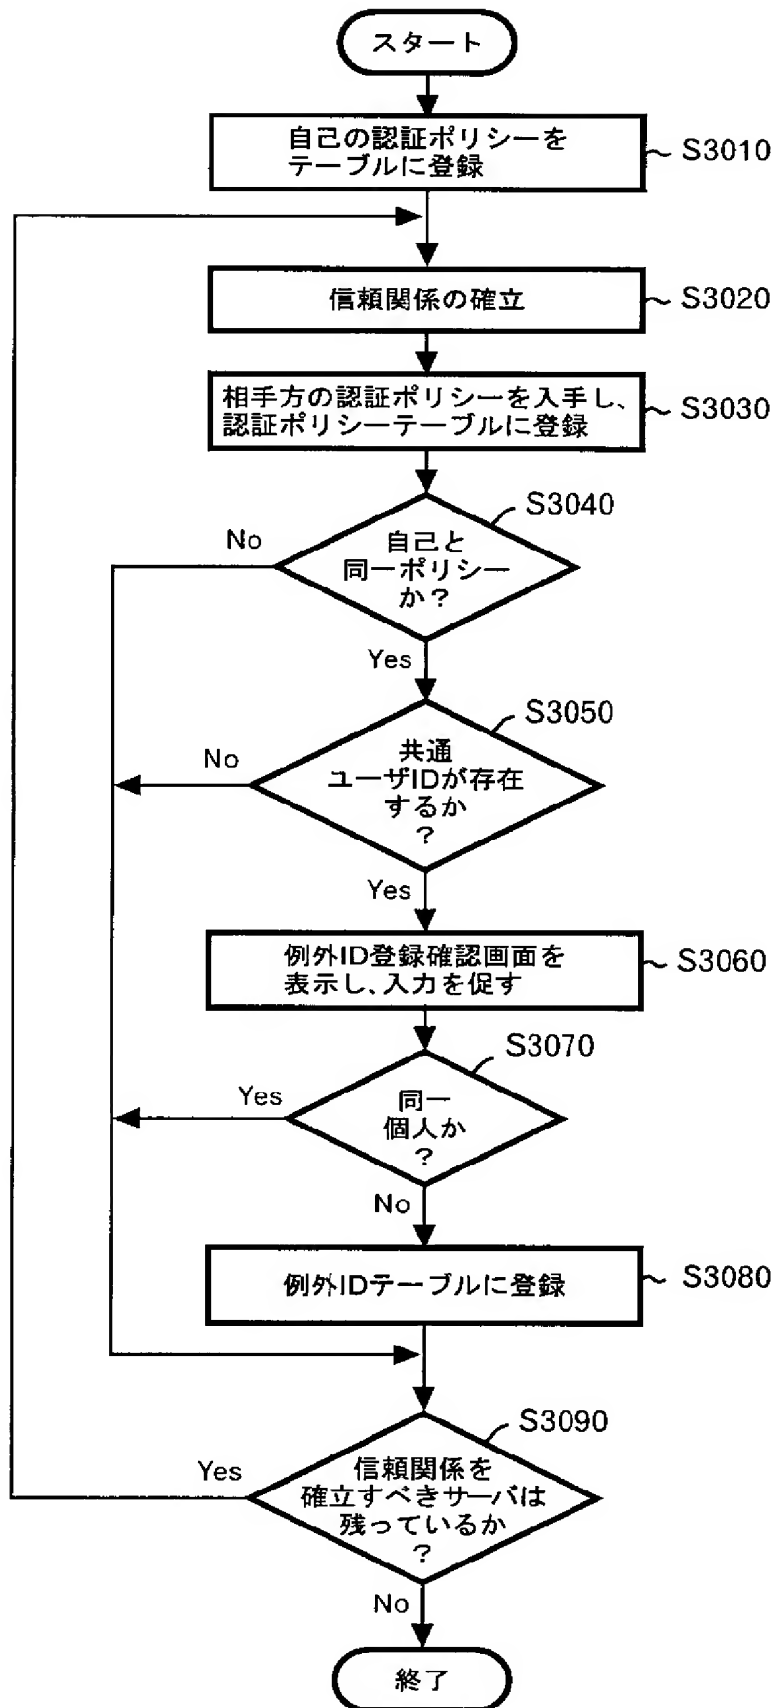 スタート
自己の認証ポリシーを
テーブルに登録
S3010
信頼関係の確立
S3020
相手方の認証ポリシーを入手し、
認証ポリシーテーブルに登録
S3030
S3040
No
自己と
同一ポリシー
か？
Yes
S3050
No
共通
ユーザIDが存在
するか
？
Yes
例外ID登録確認画面を
表示し、入力を促す
S3060
S3070
Yes
同一
個人か
？
No
例外IDテーブルに登録
S3080
S3090
Yes
信頼関係を
確立すべきサーバは
残っているか
？
No
終了